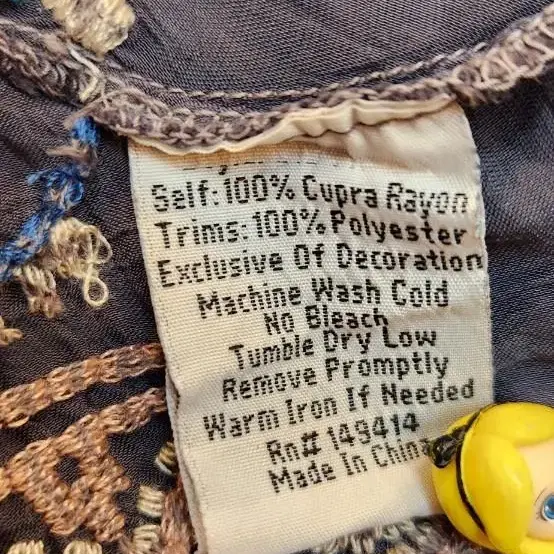 Self: 100% Cupra Rayon
Trims: 100% Polyester
Exclusive Of Decoration
Machine Wash Cold
No Bleach
Tumble Dry Low
Remove Promptly
Warm Iron If Needed
Rn# 149414
Made In China